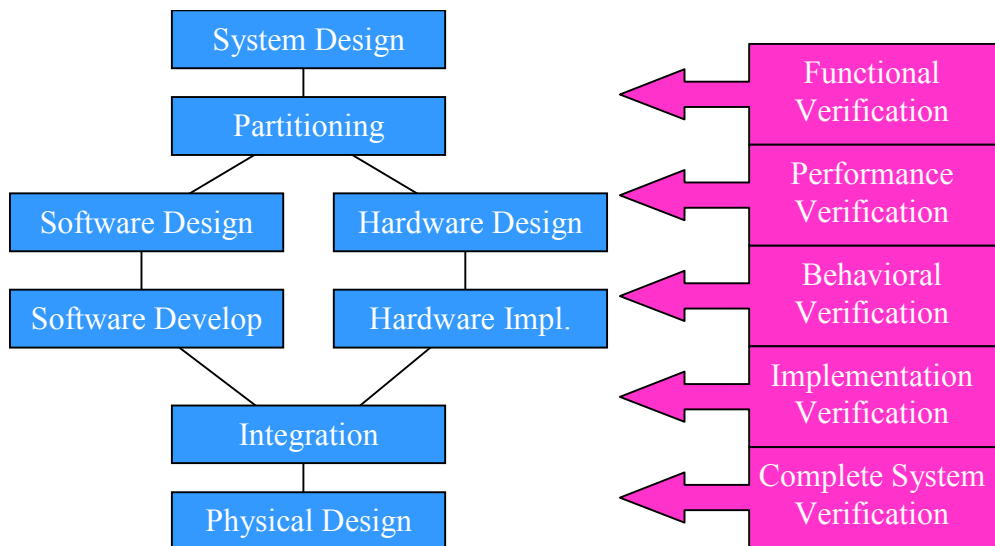 System Design
Partitioning
Software Design
Hardware Design
Software Develop
Hardware Impl.
Integration
Physical Design
Functional
Verification
Performance
Verification
Behavioral
Verification
Implementation
Verification
Complete System
Verification